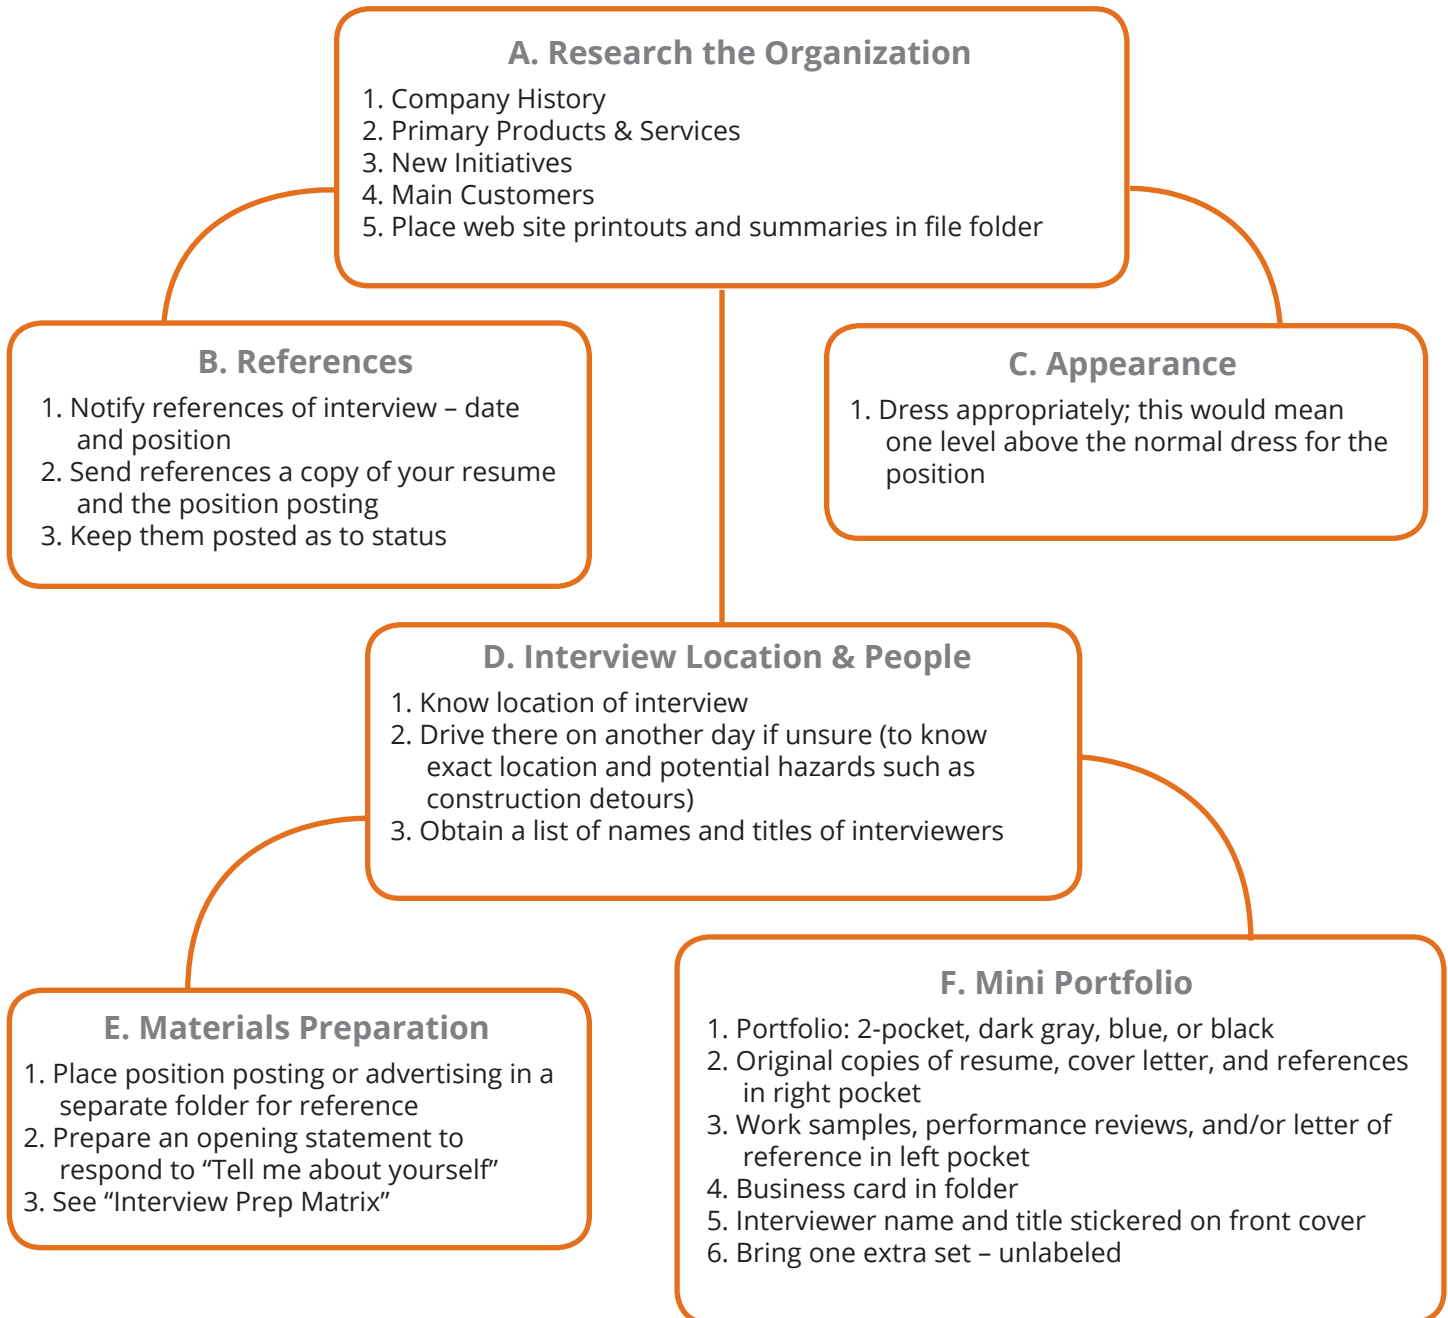 A. Research the Organization
1. Company History
2. Primary Products & Services
3. New Initiatives
4. Main Customers
5. Place web site printouts and summaries in file folder
B. References
1. Notify references of interview – date
and position
2. Send references a copy of your resume
and the position posting
3. Keep them posted as to status
C. Appearance
1. Dress appropriately; this would mean
one level above the normal dress for the
position
D. Interview Location & People
1. Know location of interview
2. Drive there on another day if unsure (to know
exact location and potential hazards such as
construction detours)
3. Obtain a list of names and titles of interviewers
E. Materials Preparation
1. Place position posting or advertising in a
separate folder for reference
2. Prepare an opening statement to
respond to “Tell me about yourself”
3. See “Interview Prep Matrix”
F. Mini Portfolio
1. Portfolio: 2-pocket, dark gray, blue, or black
2. Original copies of resume, cover letter, and references
in right pocket
3. Work samples, performance reviews, and/or letter of
reference in left pocket
4. Business card in folder
5. Interviewer name and title stickered on front cover
6. Bring one extra set – unlabeled